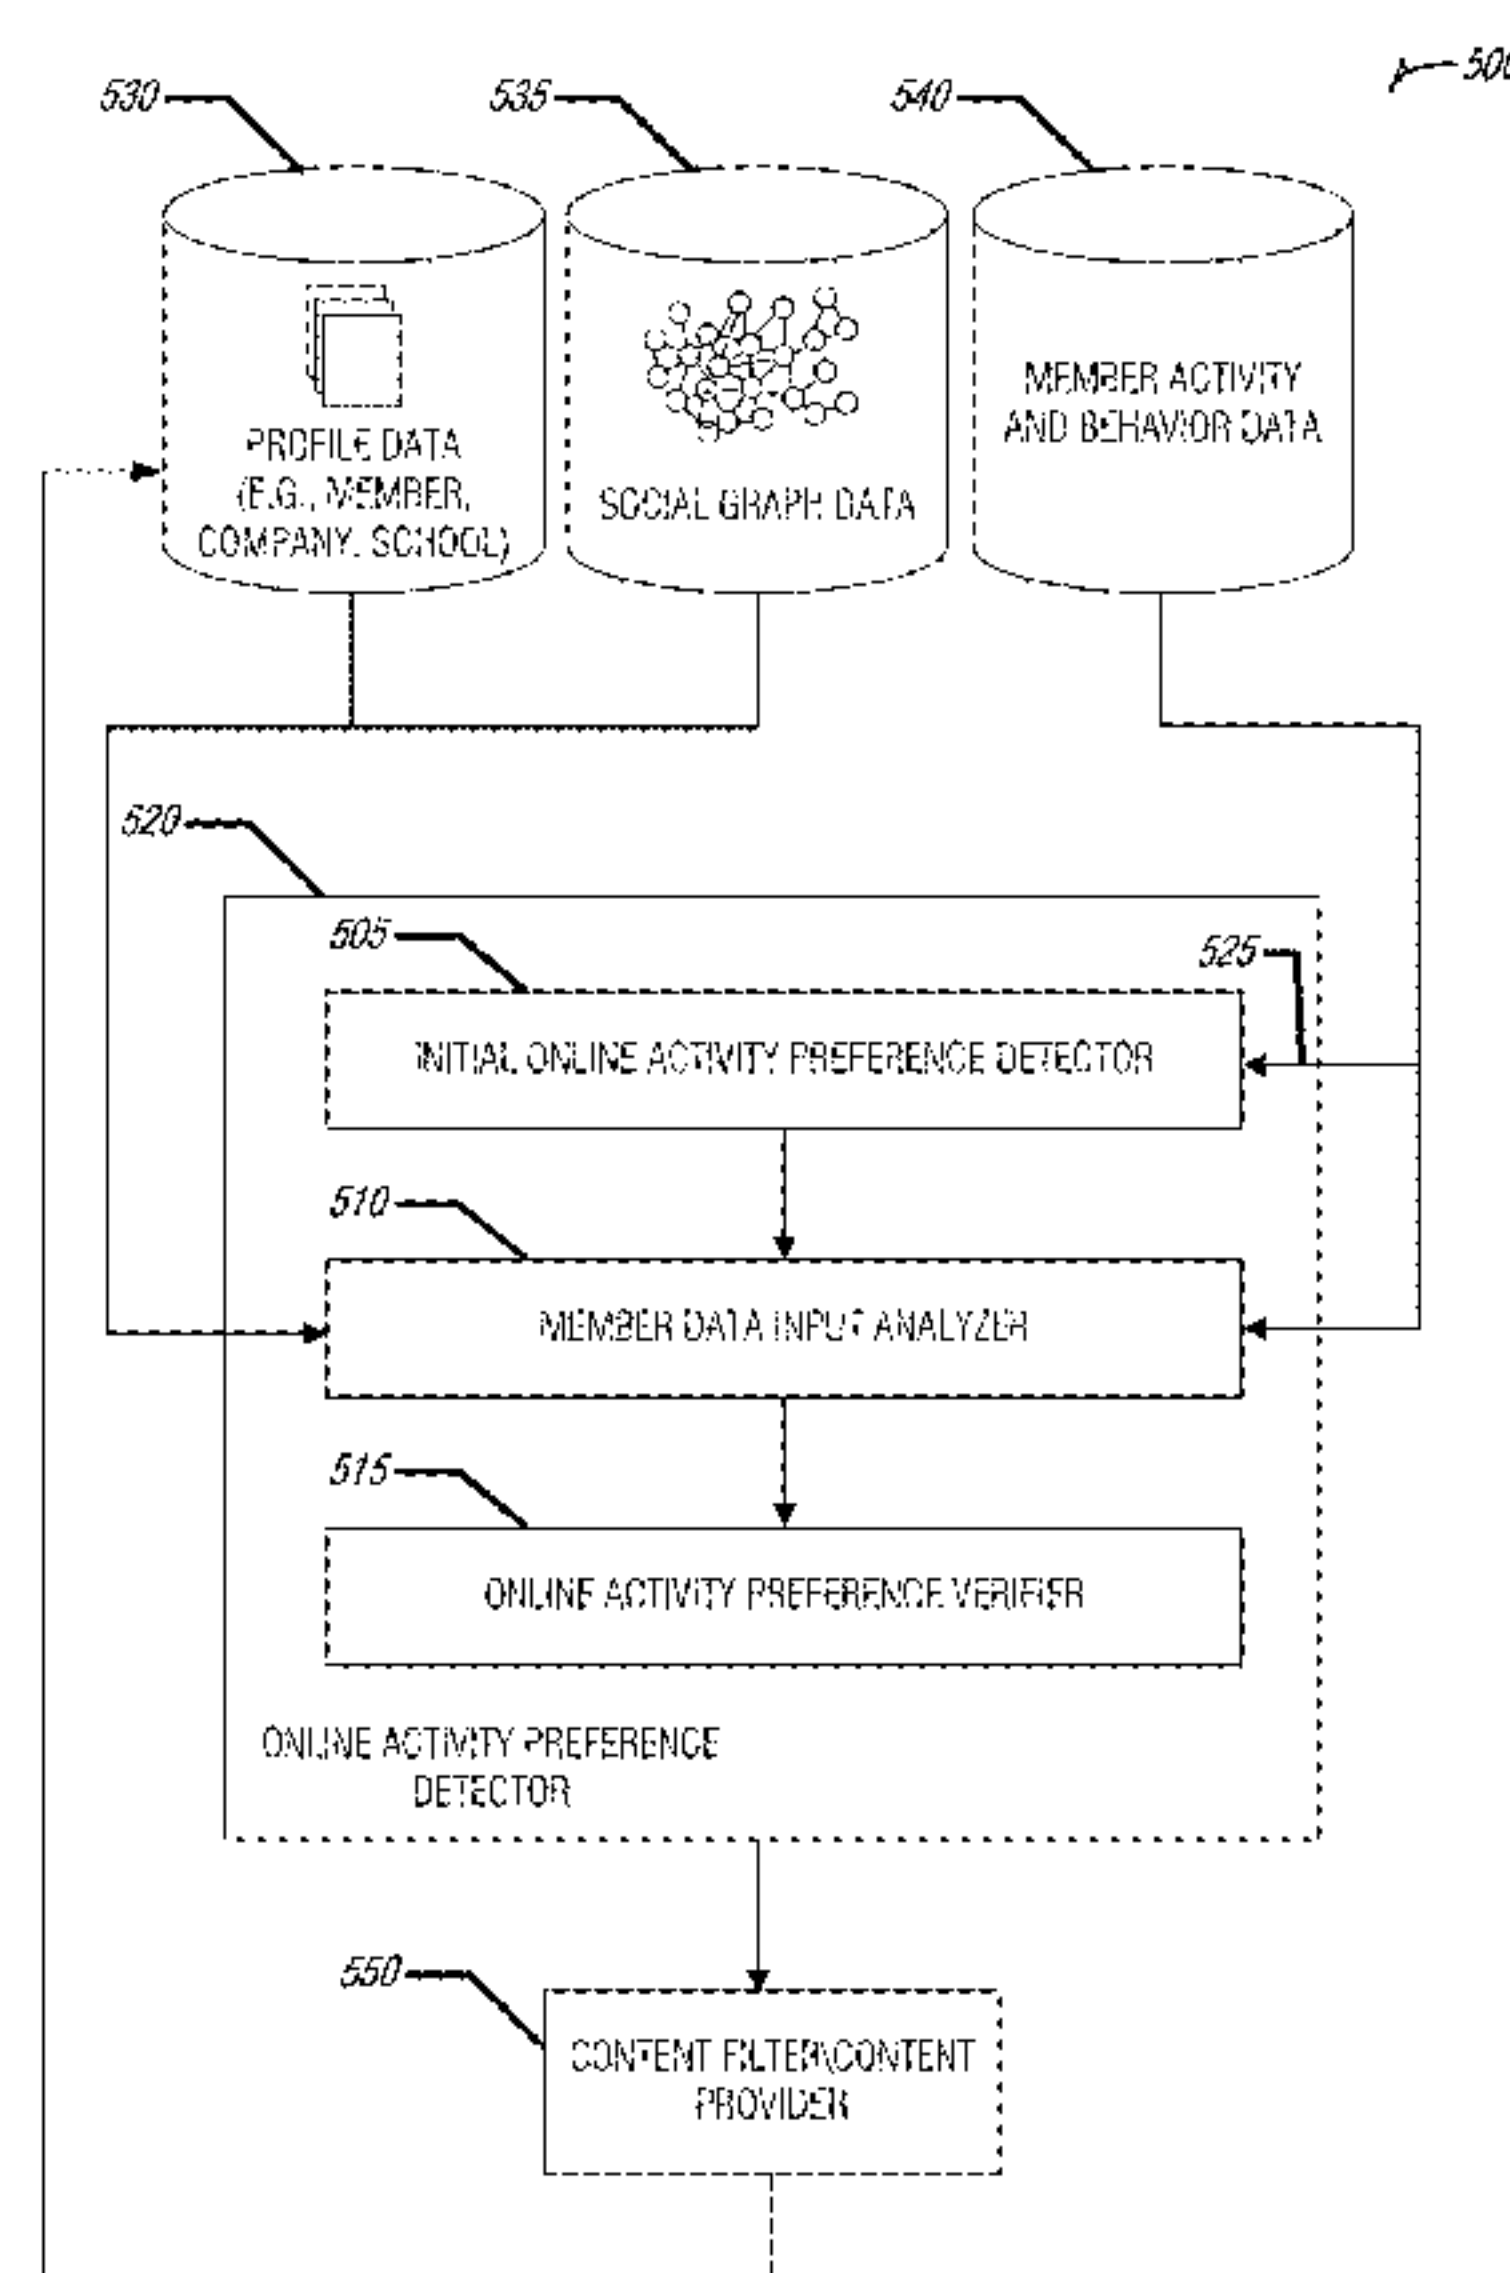 500
530
535
540
PROFILE DATA
(E.G., MEMBER,
COMPANY, SCHOOL)
SOCIAL GRAPH DATA
MEMBER ACTIVITY
AND BEHAVIOR DATA
520
505
525
INITIAL ONLINE ACTIVITY PREFERENCE DETECTOR
510
MEMBER DATA INPUT ANALYZER
515
ONLINE ACTIVITY PREFERENCE VERIFIER
ONLINE ACTIVITY PREFERENCE
DETECTOR
550
CONTENT FILTER\CONTENT
PROVIDER